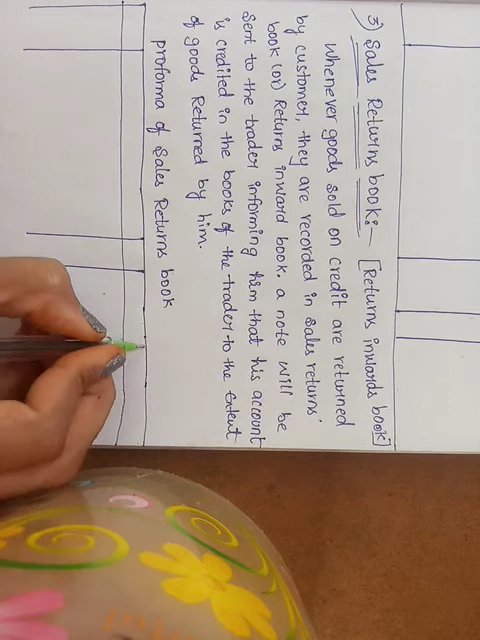 3) Sales Returns book:- [Returns inwards book]
Whenever goods sold on credit are returned
by customer, they are recorded in sales returns
book (or) Returns inward book. a note will be
sent to the trader informing him that his account
is credited in the books of the trader to the extent
of goods Returned by him.
proforma of Sales Returns book